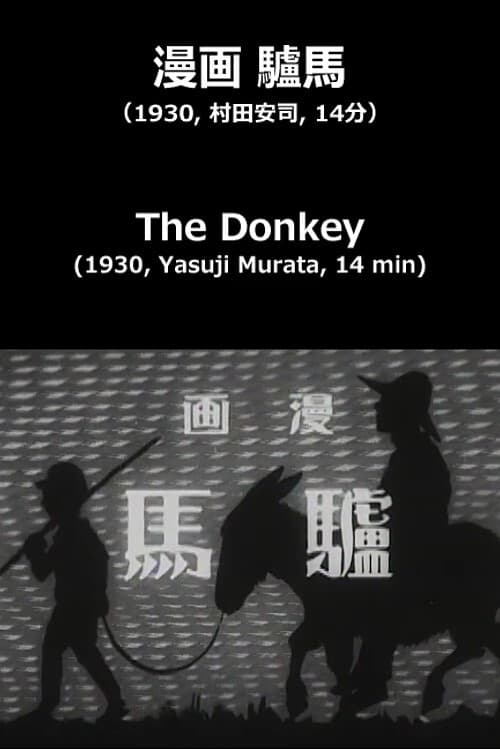 漫画 驢馬
（1930, 村田安司, 14分）
The Donkey
(1930, Yasuji Murata, 14 min)
漫画
驢馬